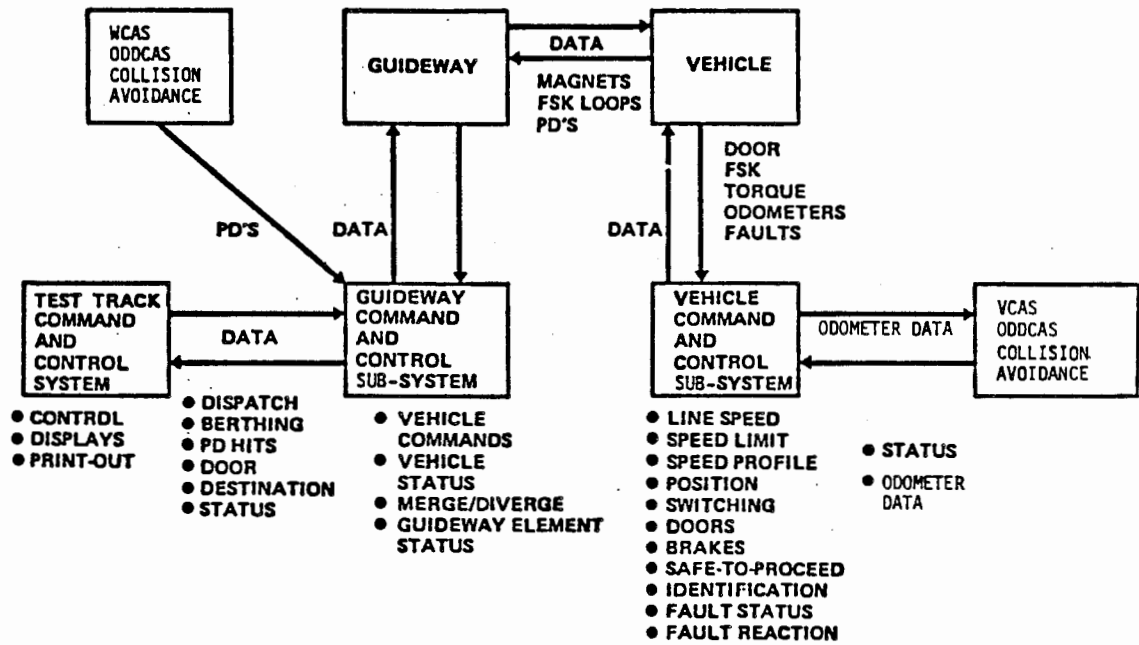 WCAS
ODDCAS
COLLISION
AVOIDANCE
GUIDEWAY
DATA
MAGNETS
FSK LOOPS
PD'S
VEHICLE
DOOR
FSK
TORQUE
ODOMETERS
FAULTS
PD'S
DATA
DATA
TEST TRACK
COMMAND
AND
CONTROL
SYSTEM
DATA
GUIDEWAY
COMMAND
AND
CONTROL
SUB-SYSTEM
VEHICLE
COMMAND
AND
CONTROL
SUB-SYSTEM
ODOMETER DATA
VCAS
ODDCAS
COLLISION
AVOIDANCE
● CONTROL
● DISPLAYS
● PRINT-OUT
● DISPATCH
● BERTHING
● PD HITS
● DOOR
● DESTINATION
● STATUS
● VEHICLE
COMMANDS
● VEHICLE
STATUS
● MERGE/DIVERGE
● GUIDEWAY ELEMENT
STATUS
● LINE SPEED
● SPEED LIMIT
● SPEED PROFILE
● POSITION
● SWITCHING
● DOORS
● BRAKES
● SAFE-TO-PROCEED
● IDENTIFICATION
● FAULT STATUS
● FAULT REACTION
● STATUS
● ODOMETER
DATA